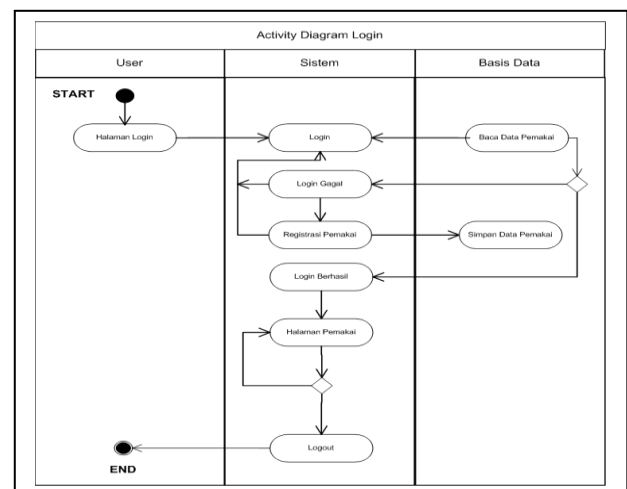 Activity Diagram Login
User
Sistem
Basis Data
START
Halaman Login
Login
Baca Data Pemakai
Login Gagal
Registrasi Pemakai
Simpan Data Pemakai
Login Berhasil
Halaman Pemakai
Logout
END